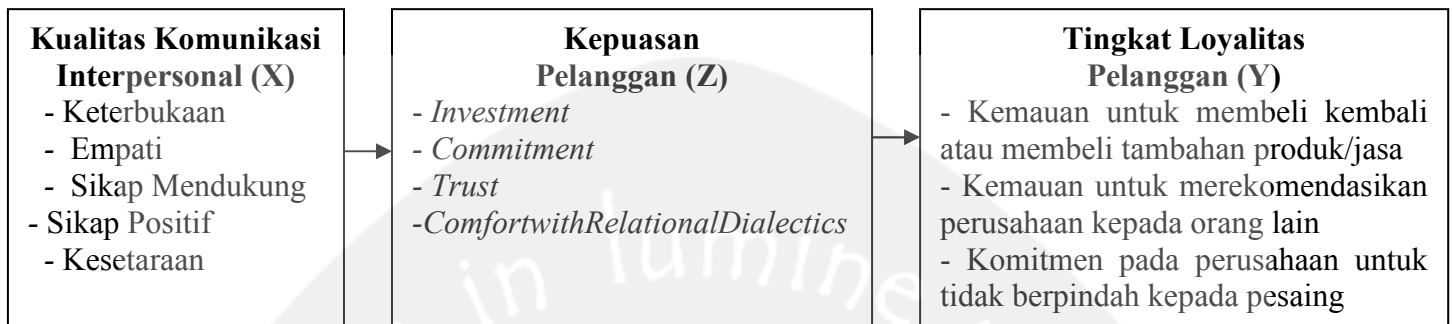 Kualitas Komunikasi
Interpersonal (X)
- Keterbukaan
- Empati
- Sikap Mendukung
- Sikap Positif
- Kesetaraan
Kepuasan
Pelanggan (Z)
- Investment
- Commitment
- Trust
-ComfortwithRelationalDialectics
Tingkat Loyalitas
Pelanggan (Y)
- Kemauan untuk membeli kembali
atau membeli tambahan produk/jasa
- Kemauan untuk merekomendasikan
perusahaan kepada orang lain
- Komitmen pada perusahaan untuk
tidak berpindah kepada pesaing
in lumine